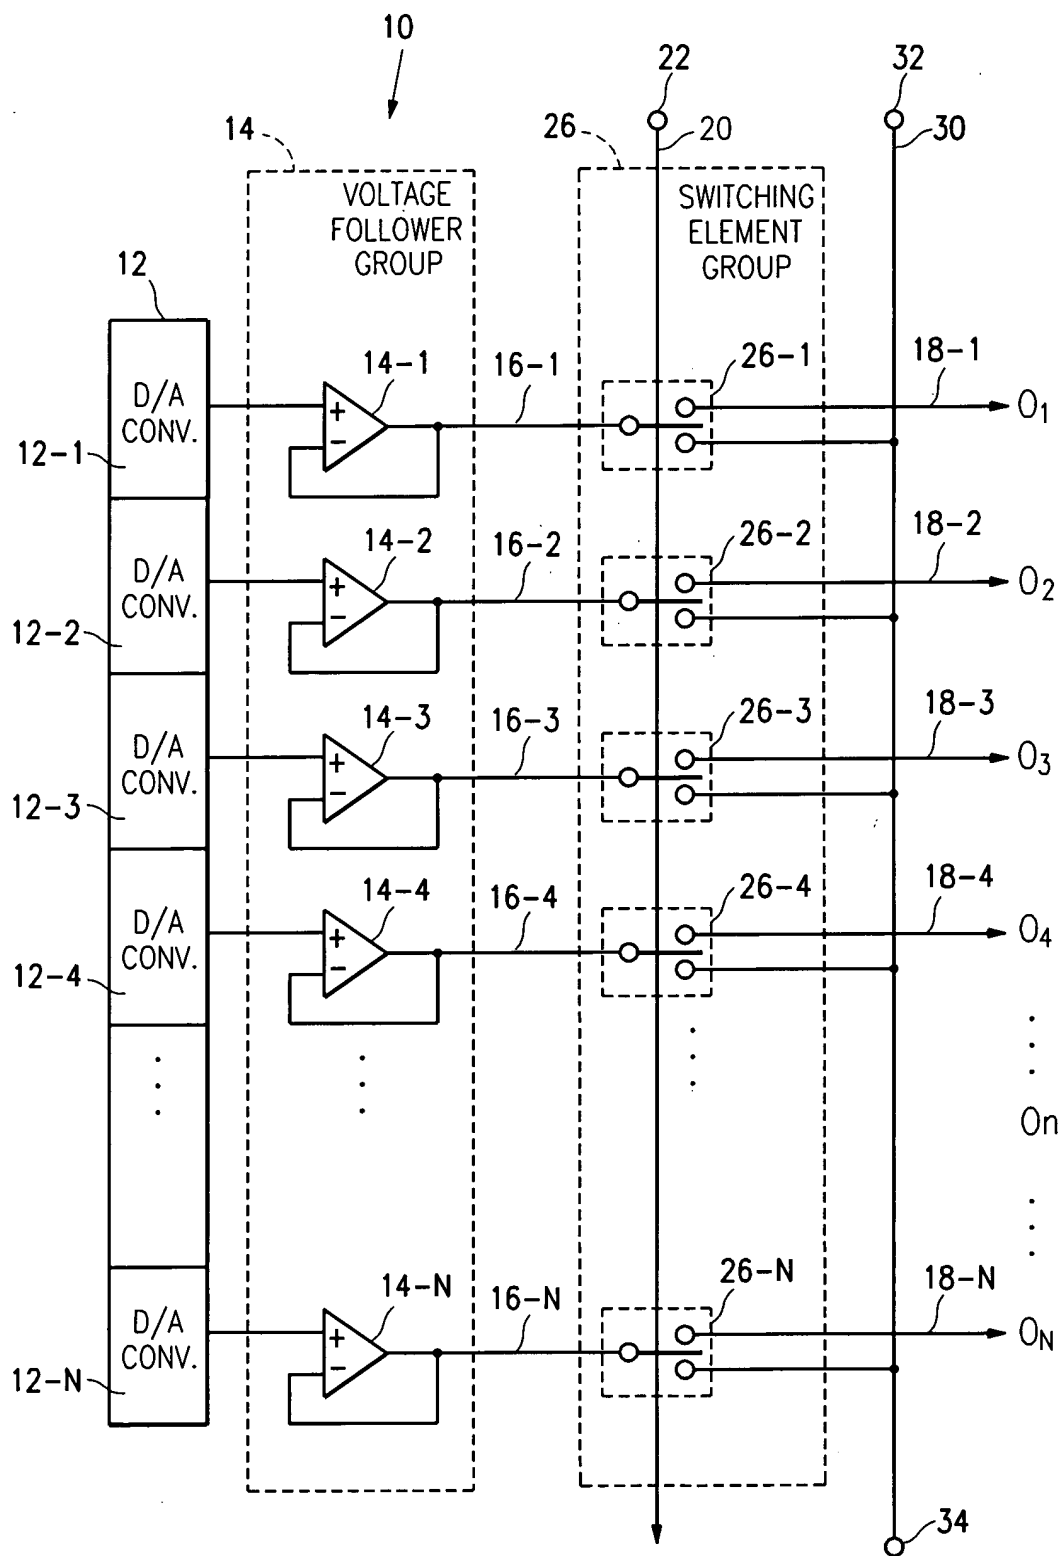 10
22
32
14
26
20
30
VOLTAGE
FOLLOWER
GROUP
SWITCHING
ELEMENT
GROUP
12
D/A
CONV.
12-1
+
−
14-1
16-1
26-1
18-1
O1
D/A
CONV.
12-2
+
−
14-2
16-2
26-2
18-2
O2
D/A
CONV.
12-3
+
−
14-3
16-3
26-3
18-3
O3
D/A
CONV.
12-4
+
−
14-4
16-4
26-4
18-4
O4
On
D/A
CONV.
12-N
+
−
14-N
16-N
26-N
18-N
ON
34